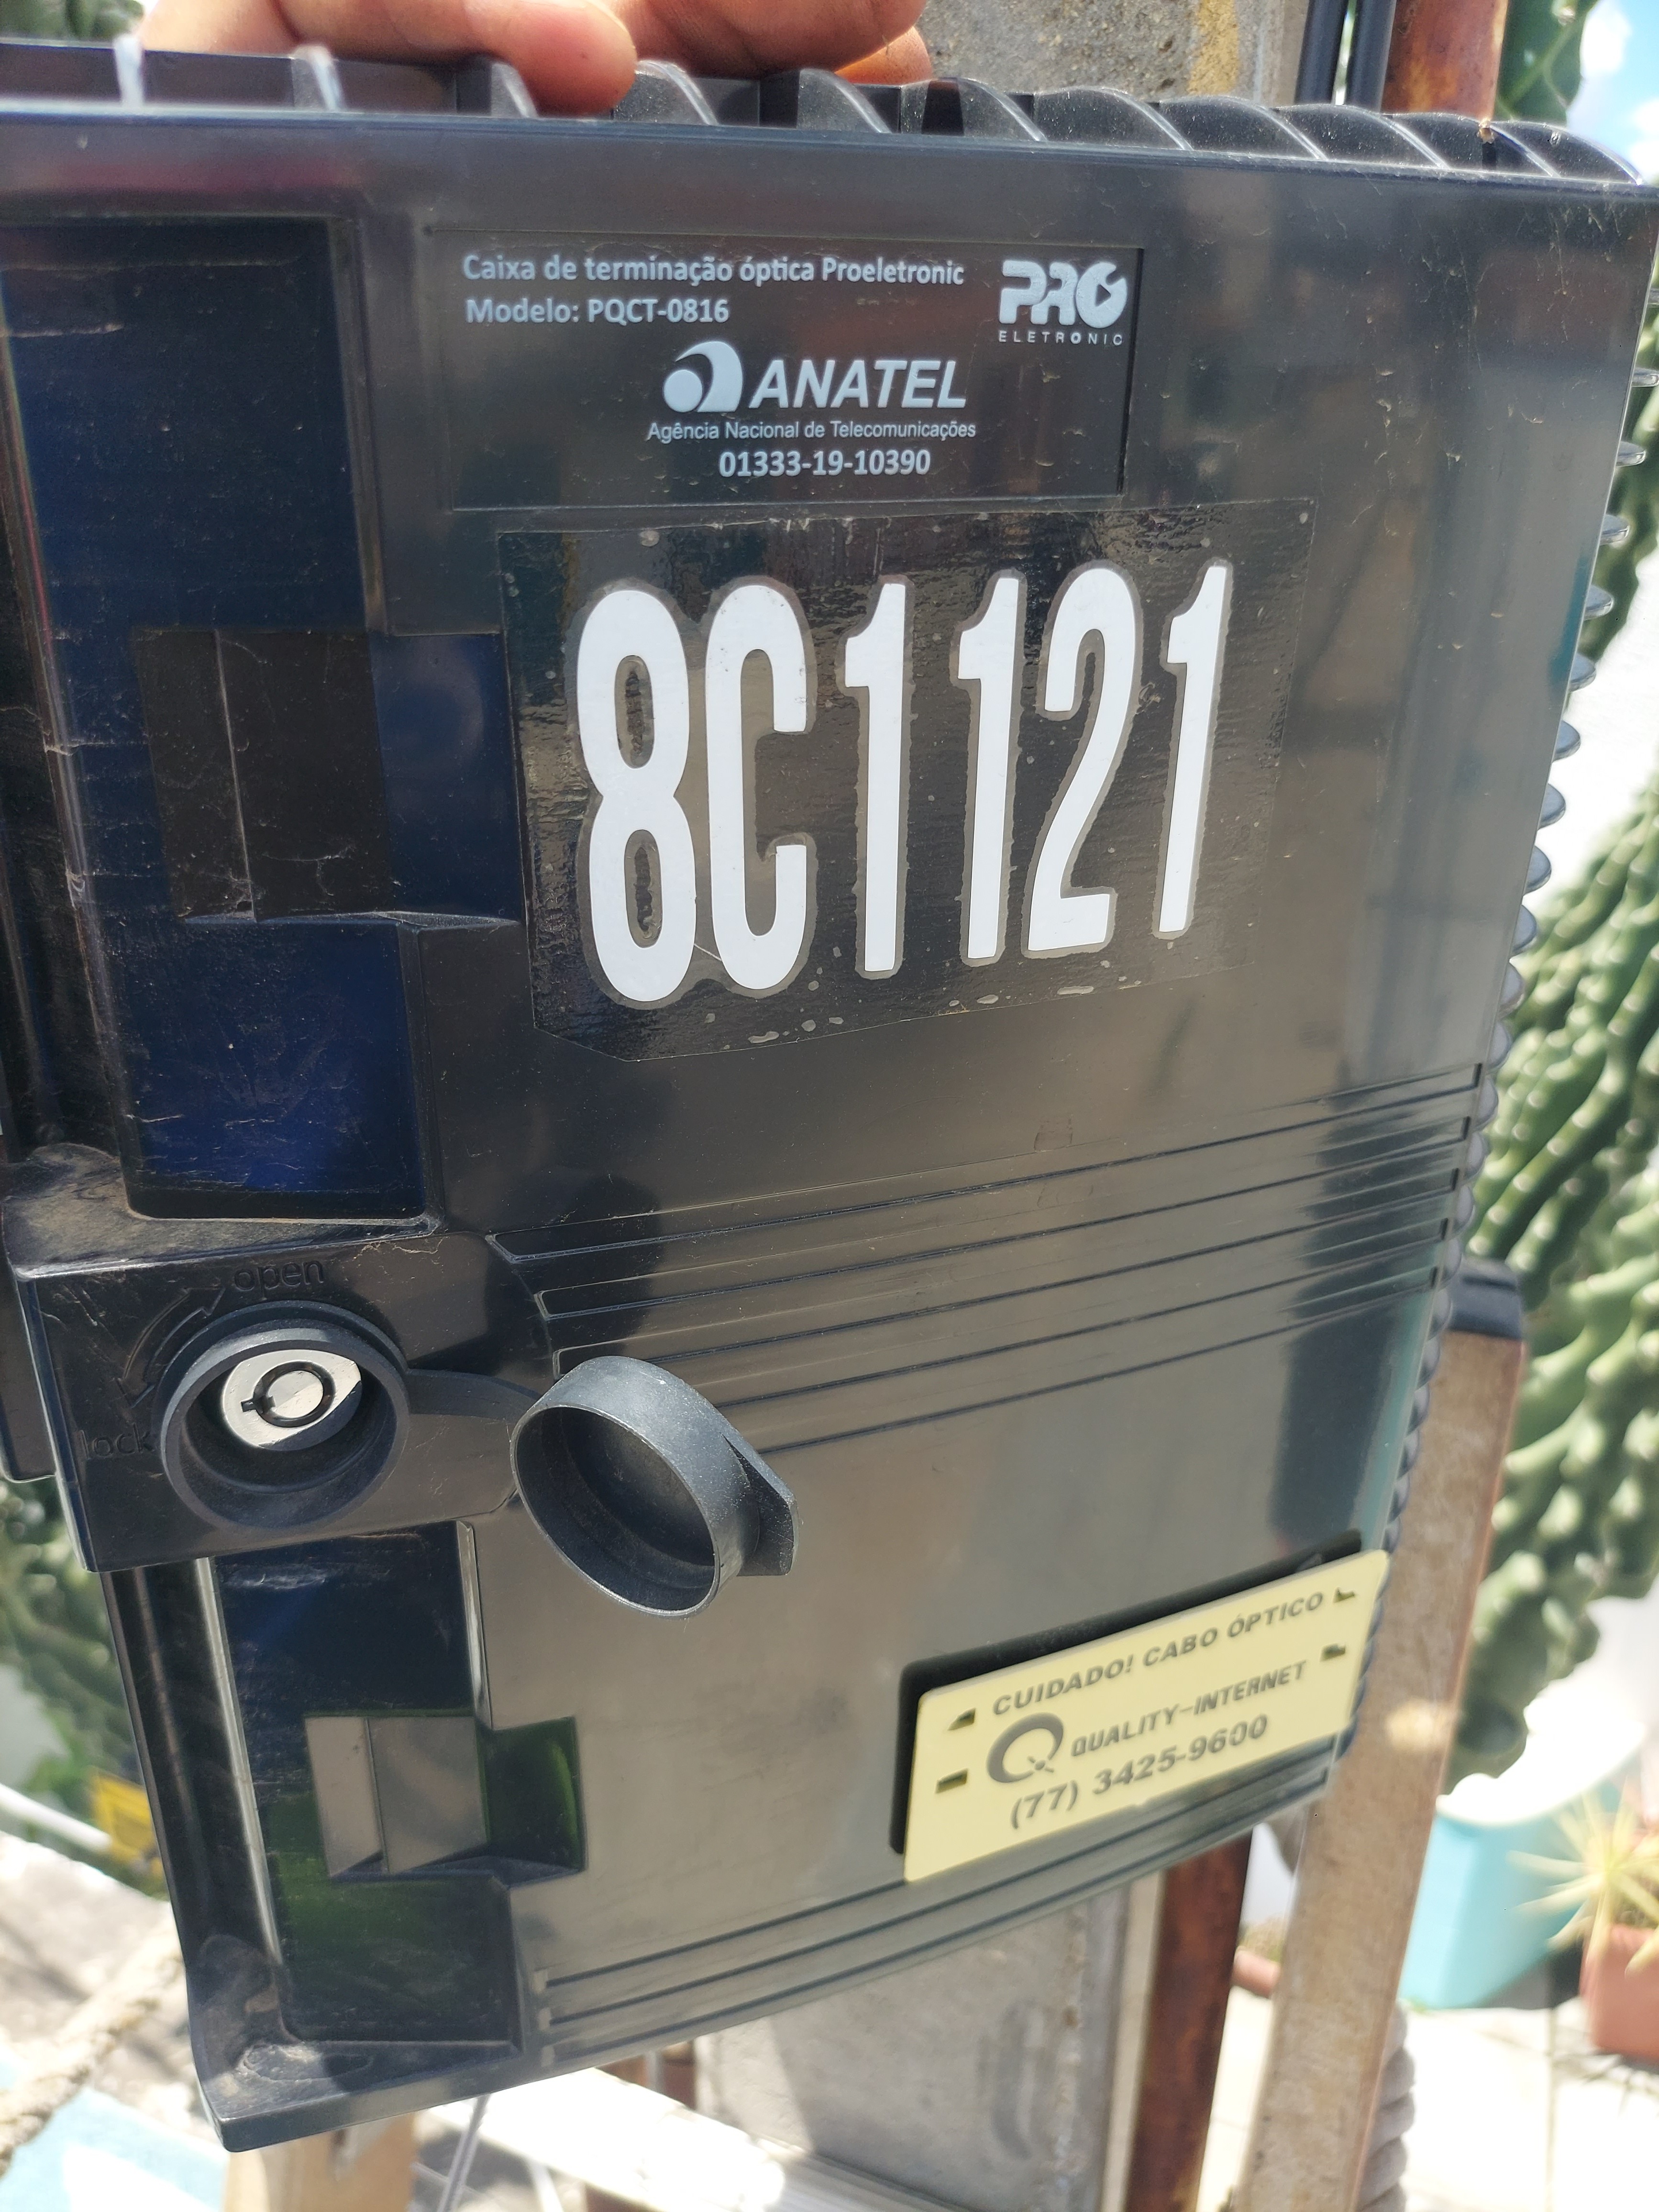 Caixa de terminação óptica Proeletronic
Modelo: PQCT-0816
PRO
ELETRONIC
ANATEL
Agência Nacional de Telecomunicações
01333-19-10390
8C1121
open
lock
CUIDADO! CABO ÓPTICO
QUALITY-INTERNET
(77) 3425-9600